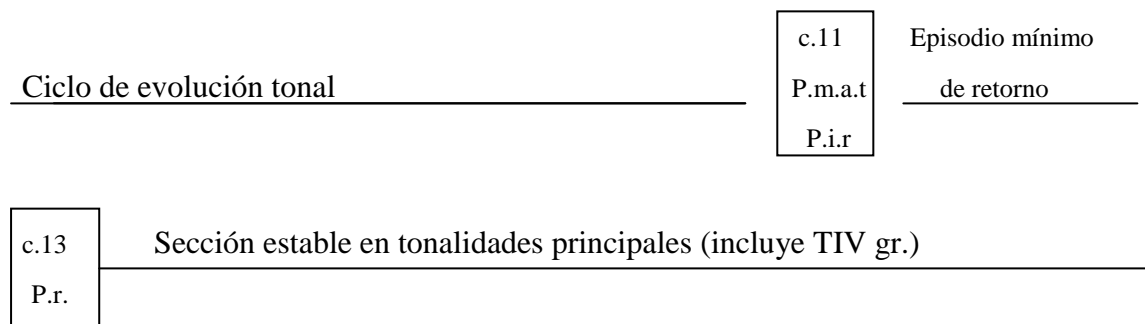 c.11 Episodio mínimo
Ciclo de evolución tonal P.m.a.t de retorno
P.i.r
c.13 Sección estable en tonalidades principales (incluye TIV gr.)
P.r.